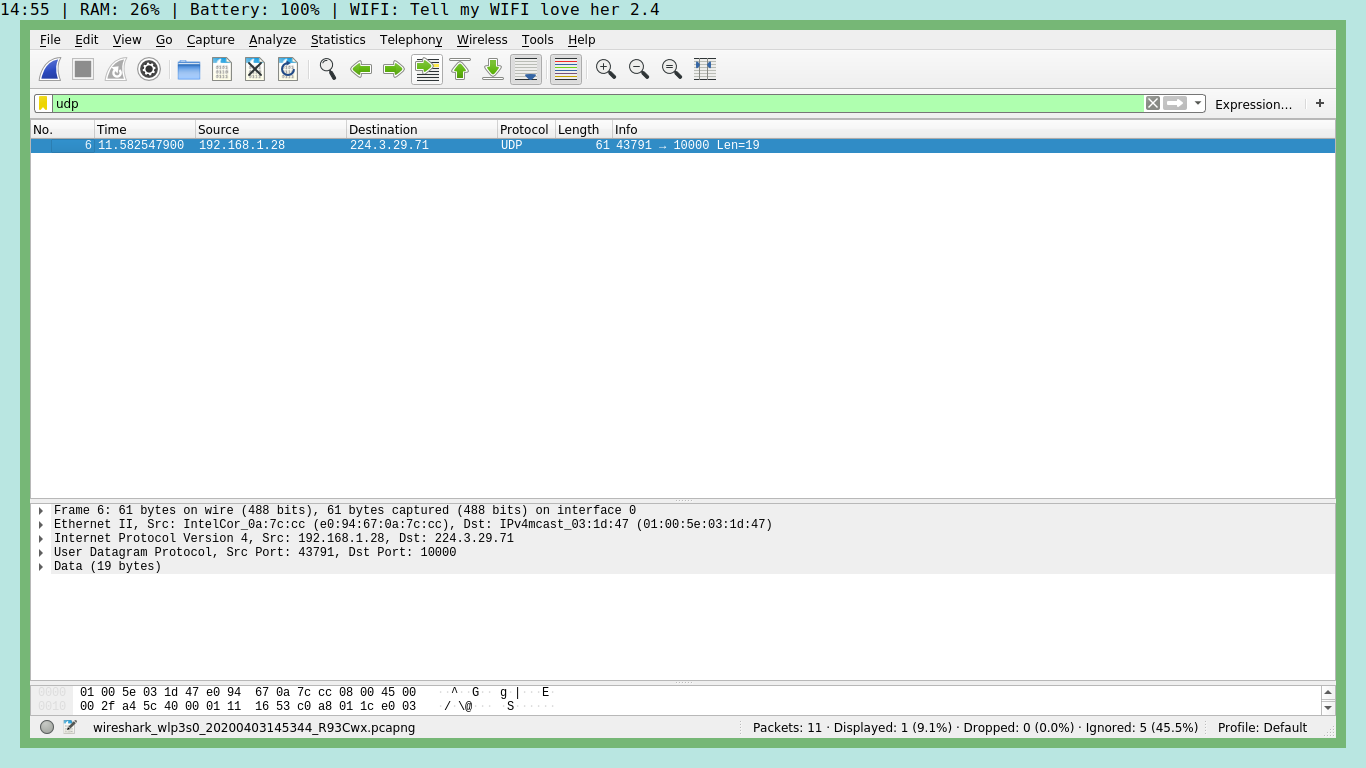 14:55 | RAM: 26% | Battery: 100% | WIFI: Tell my WIFI love her 2.4
File Edit View Go Capture Analyze Statistics Telephony Wireless Tools Help
udp Expression… +
No. Time Source Destination Protocol Length Info
6 11.582547900 192.168.1.28 224.3.29.71 UDP 61 43791 → 10000 Len=19
Frame 6: 61 bytes on wire (488 bits), 61 bytes captured (488 bits) on interface 0
Ethernet II, Src: IntelCor_0a:7c:cc (e0:94:67:0a:7c:cc), Dst: IPv4mcast_03:1d:47 (01:00:5e:03:1d:47)
Internet Protocol Version 4, Src: 192.168.1.28, Dst: 224.3.29.71
User Datagram Protocol, Src Port: 43791, Dst Port: 10000
Data (19 bytes)
0000 01 00 5e 03 1d 47 e0 94 67 0a 7c cc 08 00 45 00 ··^··G·· g·|···E·
0010 00 2f a4 5c 40 00 01 11 16 53 c0 a8 01 1c e0 03 ·/·\@··· ·S······
wireshark_wlp3s0_20200403145344_R93Cwx.pcapng Packets: 11 · Displayed: 1 (9.1%) · Dropped: 0 (0.0%) · Ignored: 5 (45.5%) Profile: Default